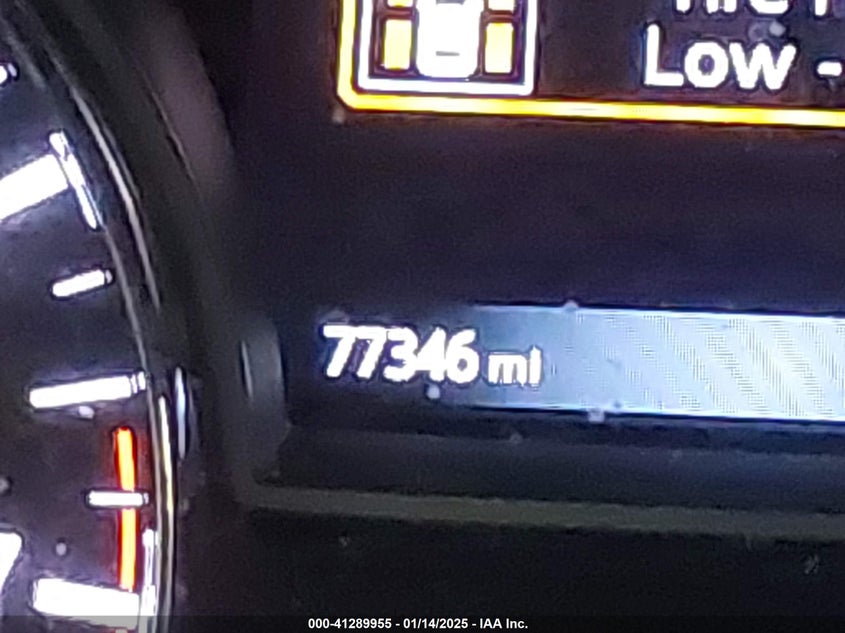 Low -
77346 mi
000-41289955 - 01/14/2025 - IAA Inc.